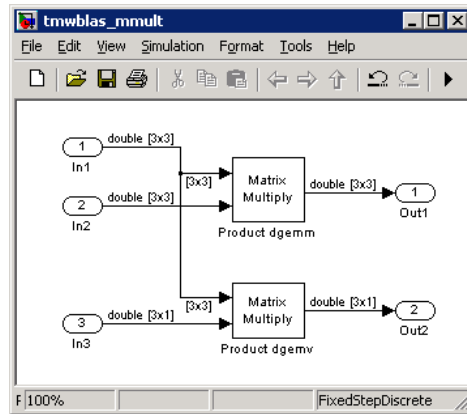 tmwblas_mmult
File Edit View Simulation Format Tools Help
double [3x3]
1
In1
[3x3]
Matrix
Multiply
double [3x3]
1
Out1
double [3x3]
2
In2
Product dgemm
[3x3]
Matrix
Multiply
double [3x1]
2
Out2
double [3x1]
3
In3
Product dgemv
F 100% FixedStepDiscrete